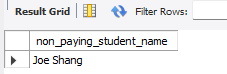 Result Grid Filter Rows:
non_paying_student_name
Joe Shang